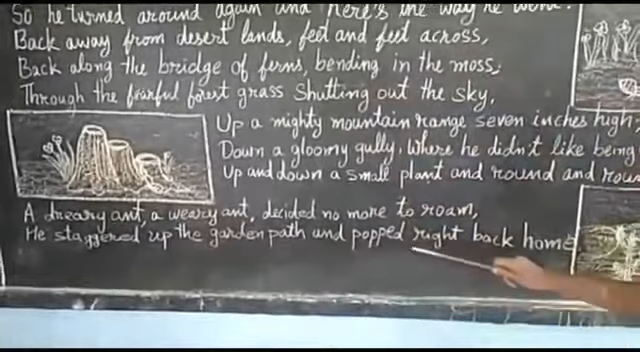 So he turned around again and here's the way he went:
Back away from desert lands, feet and feet across,
Back along the bridge of ferns, bending in the moss;
Through the fearful forest grass shutting out the sky,
Up a mighty mountain range seven inches high.
Down a gloomy gully, where he didn't like being
Up and down a small plant and round and roun
A dreary ant, a weary ant, decided no more to roam,
He staggered up the garden path and popped right back home